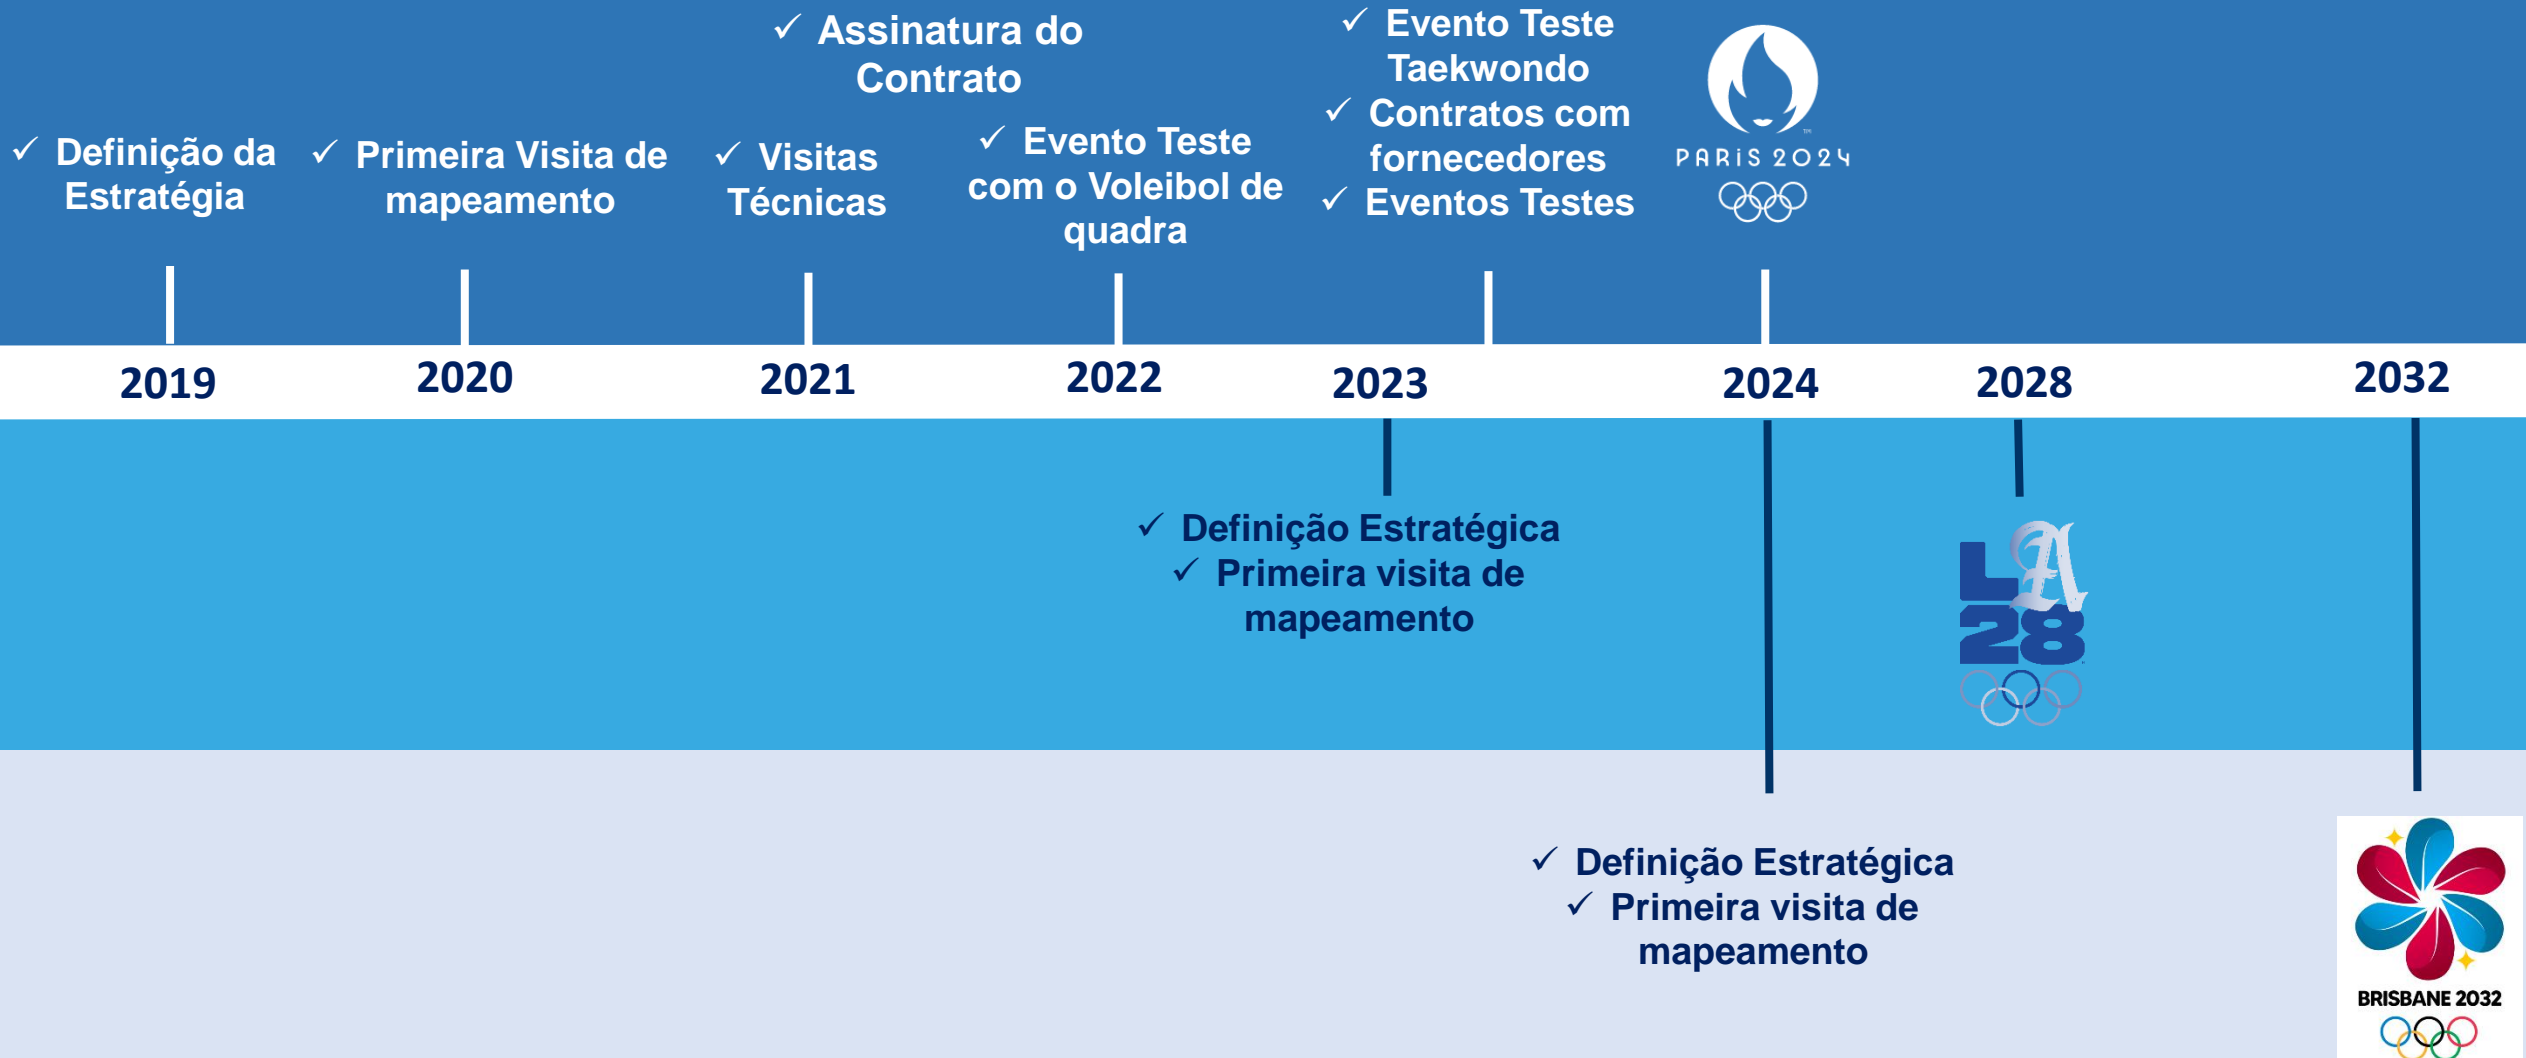 ✓ Assinatura do
Contrato
✓ Definição da
Estratégia
✓ Primeira Visita de
mapeamento
✓ Visitas
Técnicas
✓ Evento Teste
com o Voleibol de
quadra
✓ Evento Teste
Taekwondo
✓ Contratos com
fornecedores
✓ Eventos Testes
PARIS 2024
2019
2020
2021
2022
2023
2024
2028
2032
✓ Definição Estratégica
✓ Primeira visita de
mapeamento
LA
28
✓ Definição Estratégica
✓ Primeira visita de
mapeamento
BRISBANE 2032